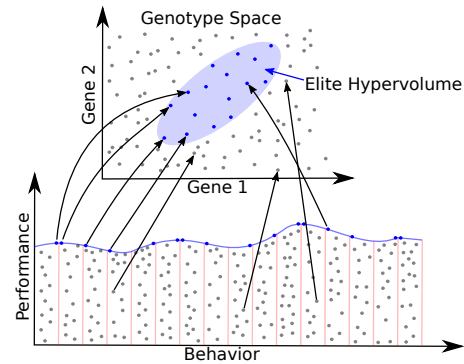 Genotype Space
Elite Hypervolume
Gene 2
Gene 1
Performance
Behavior